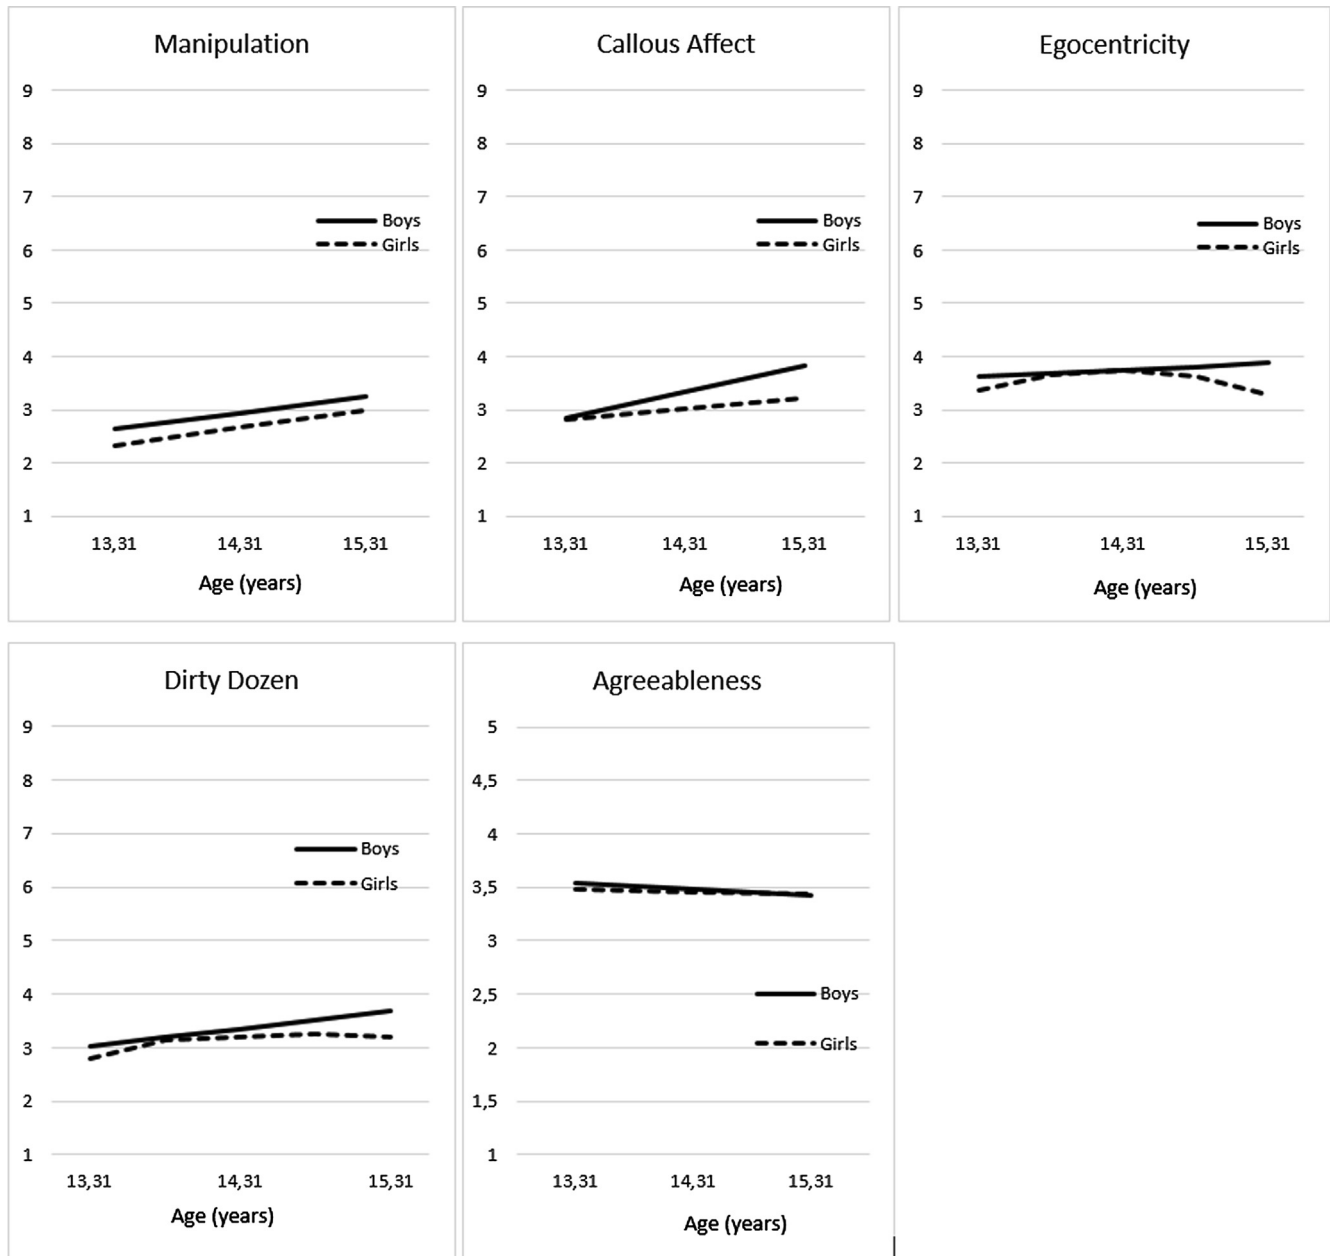 Manipulation
9
8
7
6
5
4
3
2
1
Boys
Girls
13,31 14,31 15,31
Age (years)
Callous Affect
9
8
7
6
5
4
3
2
1
Boys
Girls
13,31 14,31 15,31
Age (years)
Egocentricity
9
8
7
6
5
4
3
2
1
Boys
Girls
13,31 14,31 15,31
Age (years)
Dirty Dozen
9
8
7
6
5
4
3
2
1
Boys
Girls
13,31 14,31 15,31
Age (years)
Agreeableness
5
4,5
4
3,5
3
2,5
2
1,5
1
Boys
Girls
13,31 14,31 15,31
Age (years)